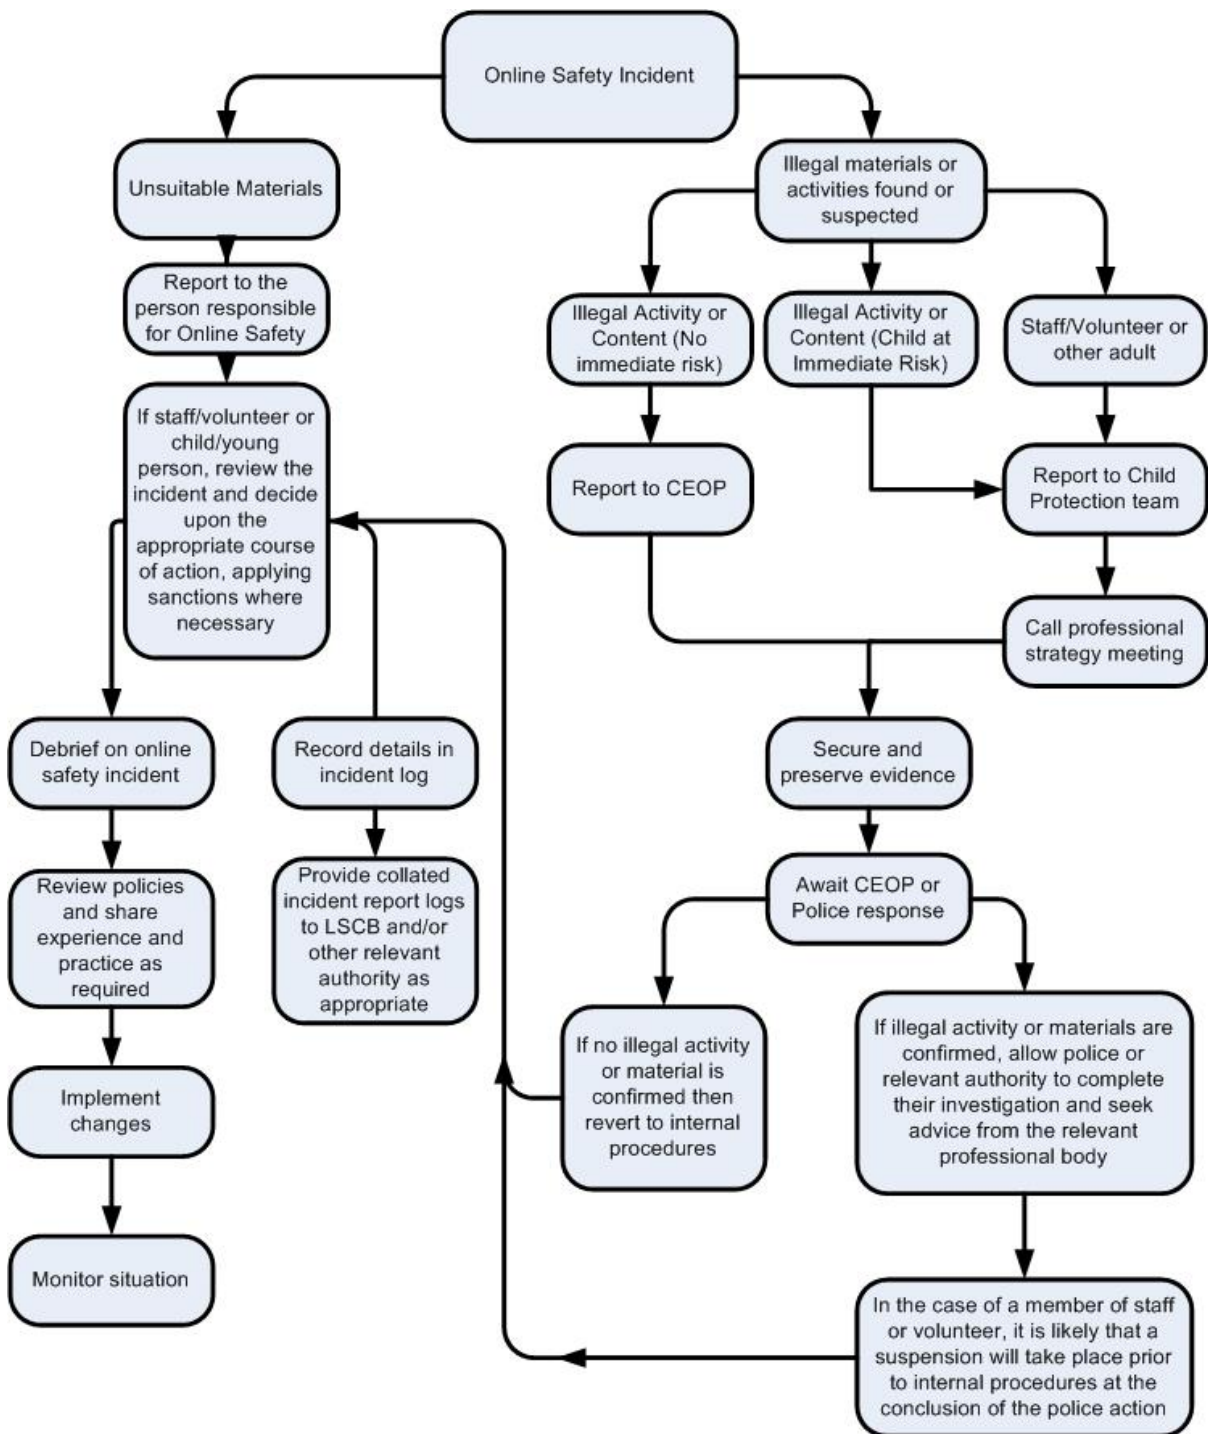 Online Safety Incident
Unsuitable Materials
Report to the
person responsible
for Online Safety
If staff/volunteer or
child/young
person, review the
incident and decide
upon the
appropriate course
of action, applying
sanctions where
necessary
Debrief on online
safety incident
Review policies
and share
experience and
practice as
required
Implement
changes
Monitor situation
Record details in
incident log
Provide collated
incident report logs
to LSCB and/or
other relevant
authority as
appropriate
Illegal materials or
activities found or
suspected
Illegal Activity or
Content (No
immediate risk)
Report to CEOP
Illegal Activity or
Content (Child at
Immediate Risk)
Staff/Volunteer or
other adult
Report to Child
Protection team
Call professional
strategy meeting
Secure and
preserve evidence
Await CEOP or
Police response
If no illegal activity
or material is
confirmed then
revert to internal
procedures
If illegal activity or materials are
confirmed, allow police or
relevant authority to complete
their investigation and seek
advice from the relevant
professional body
In the case of a member of staff
or volunteer, it is likely that a
suspension will take place prior
to internal procedures at the
conclusion of the police action